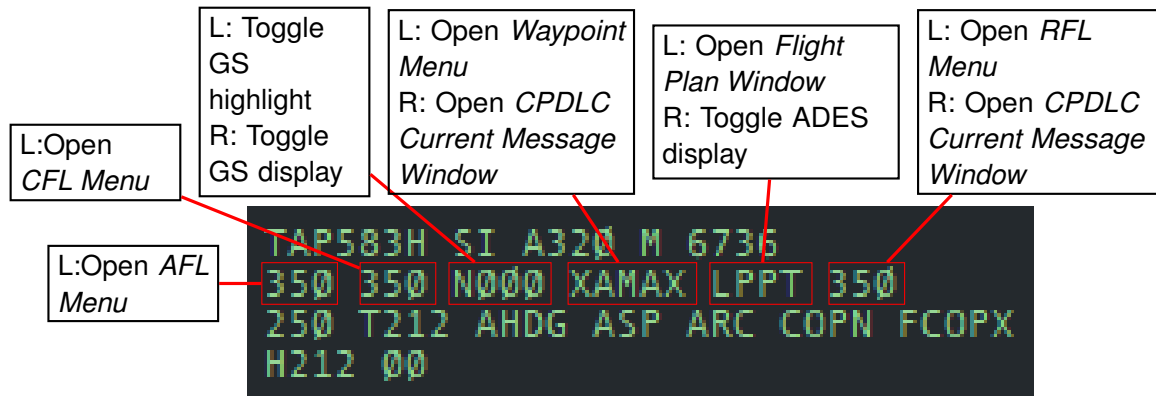 L: Toggle
GS
highlight
R: Toggle
GS display
L: Open Waypoint
Menu
R: Open CPDLC
Current Message
Window
L: Open Flight
Plan Window
R: Toggle ADES
display
L: Open RFL
Menu
R: Open CPDLC
Current Message
Window
L:Open
CFL Menu
L:Open AFL
Menu
TAP583H SI A320 M 6736
350 350 N000 XAMAX LPPT 350
250 T212 AHDG ASP ARC COPN FCOPX
H212 00